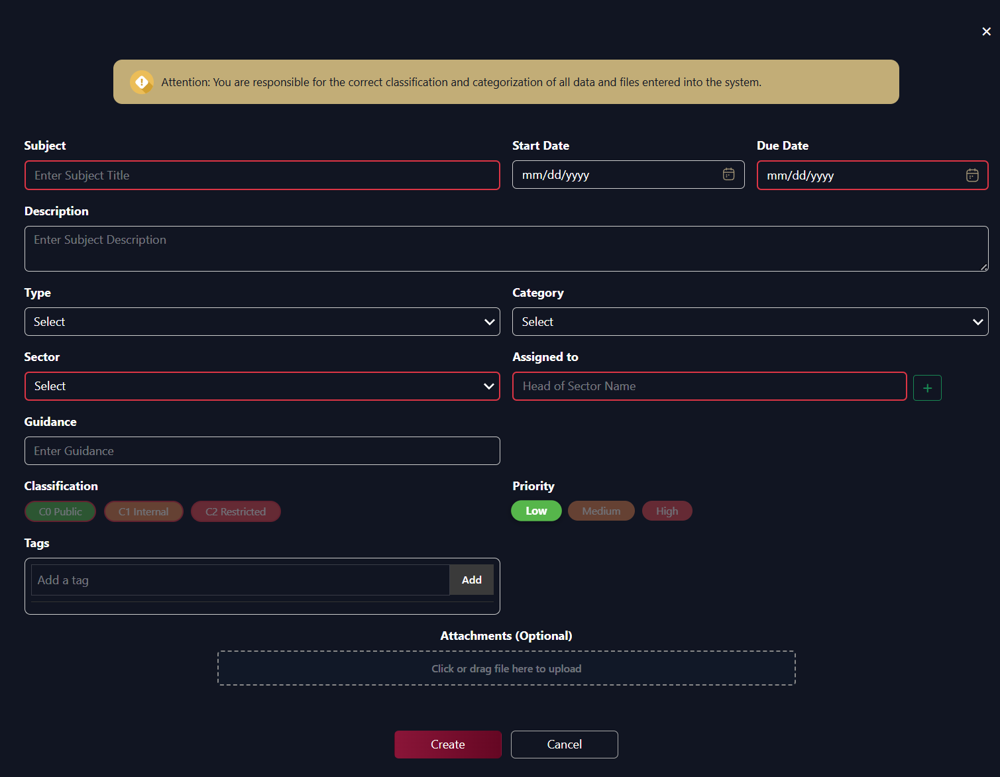 Attention: You are responsible for the correct classification and categorization of all data and files entered into the system.
Subject
Start Date
Due Date
Enter Subject Title
mm/dd/yyyy
mm/dd/yyyy
Description
Enter Subject Description
Type
Category
Select
Select
Sector
Assigned to
Select
Head of Sector Name
+
Guidance
Enter Guidance
Classification
Priority
C0 Public
C1 Internal
C2 Restricted
Low
Medium
High
Tags
Add a tag
Add
Attachments (Optional)
Click or drag file here to upload
Create
Cancel